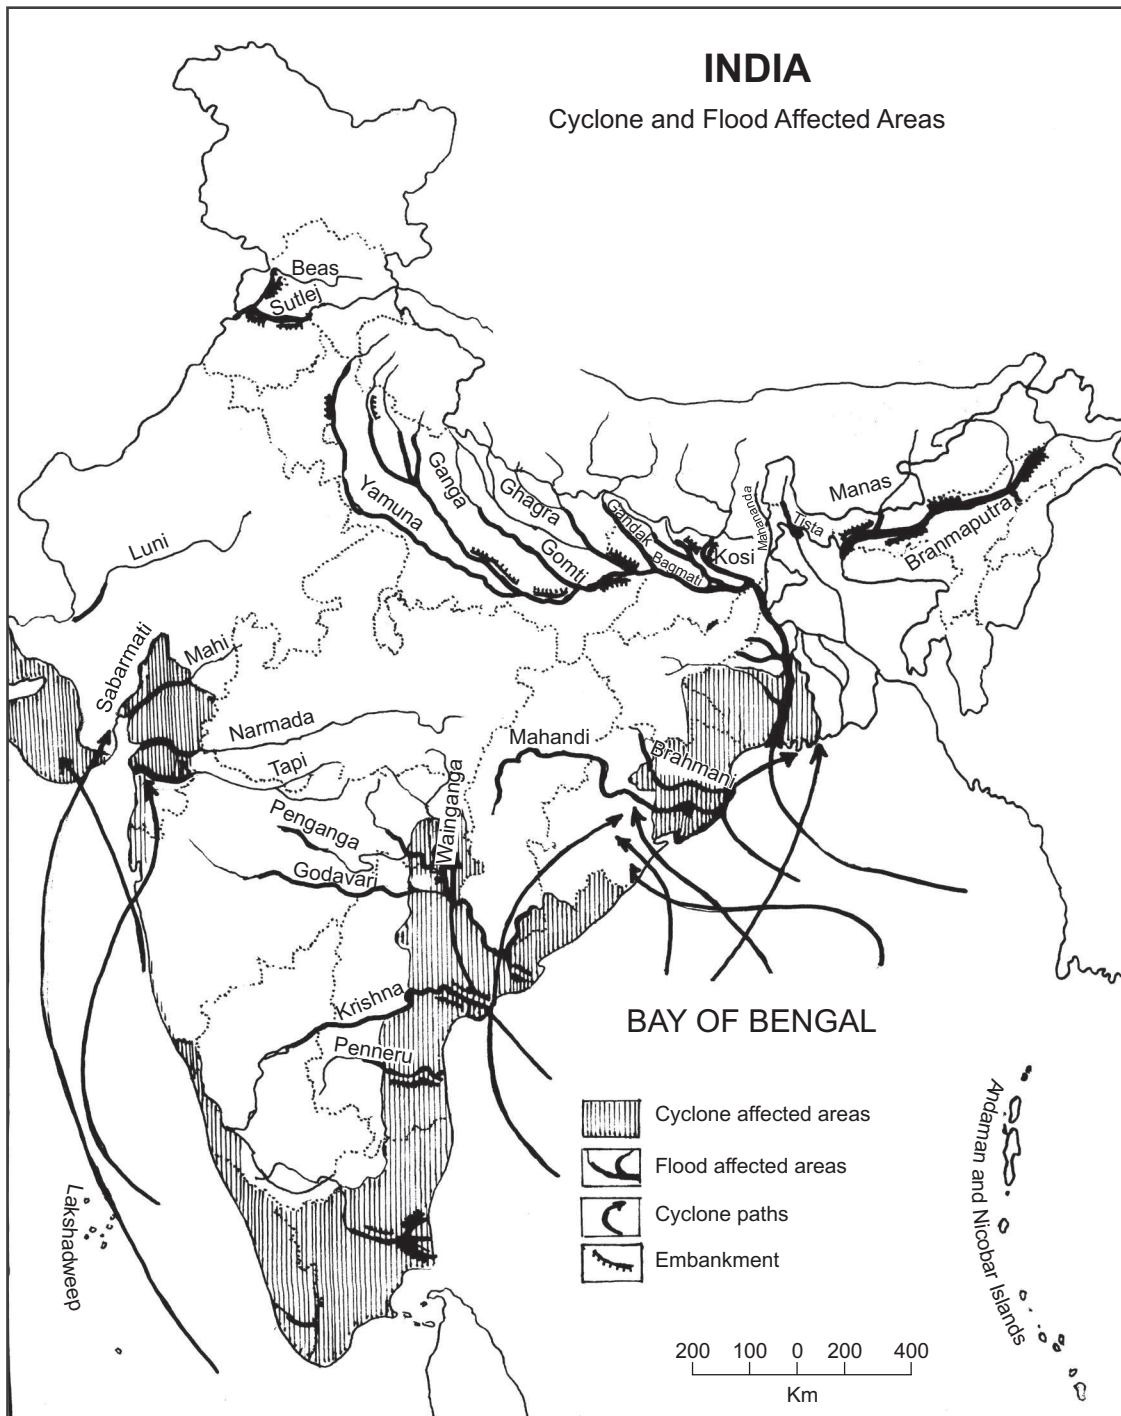 INDIA
Cyclone and Flood Affected Areas
Beas
Sutlej
Ganga
Yamuna
Ghagra
Gomti
Gandak
Bagmati
Kosi
Mahananda
Tista
Manas
Branmaputra
Luni
Sabarmati
Mahi
Narmada
Tapi
Mahandi
Brahmani
Wainganga
Penganga
Godavari
Krishna
Penneru
BAY OF BENGAL
Cyclone affected areas
Flood affected areas
Cyclone paths
Embankment
Lakshadweep
Andaman and Nicobar Islands
200 100 0 200 400
Km